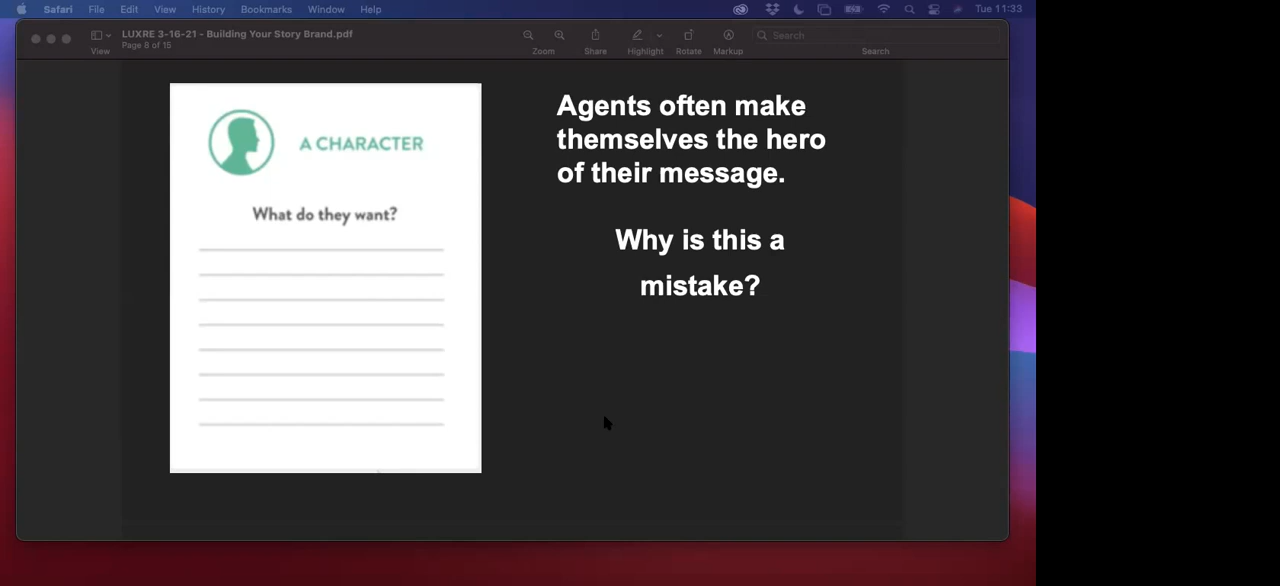 Safari File Edit View History Bookmarks Window Help Tue 11:33
LUXRE 3-16-21 - Building Your Story Brand.pdf
Page 8 of 15
Search
View Zoom Share Highlight Rotate Markup Search
A CHARACTER
What do they want?
Agents often make
themselves the hero
of their message.
Why is this a
mistake?